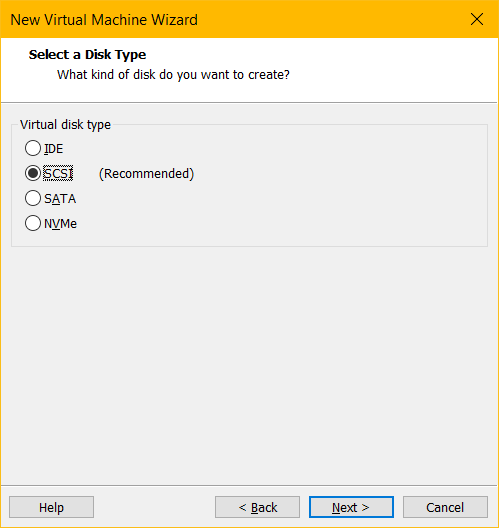 New Virtual Machine Wizard
Select a Disk Type
What kind of disk do you want to create?
Virtual disk type
IDE
SCSI (Recommended)
SATA
NVMe
Help < Back Next > Cancel